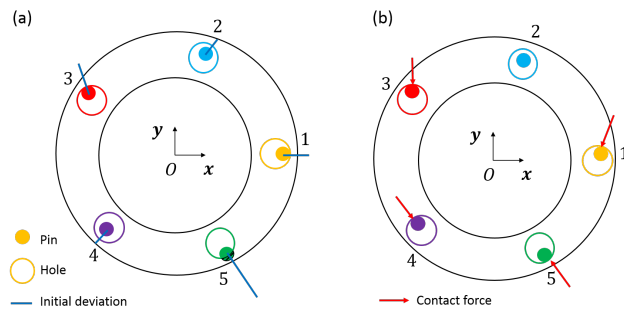 (a)
2
3
y
1
O
x
4
5
Pin
Hole
Initial deviation
(b)
2
3
y
1
O
x
4
5
Contact force